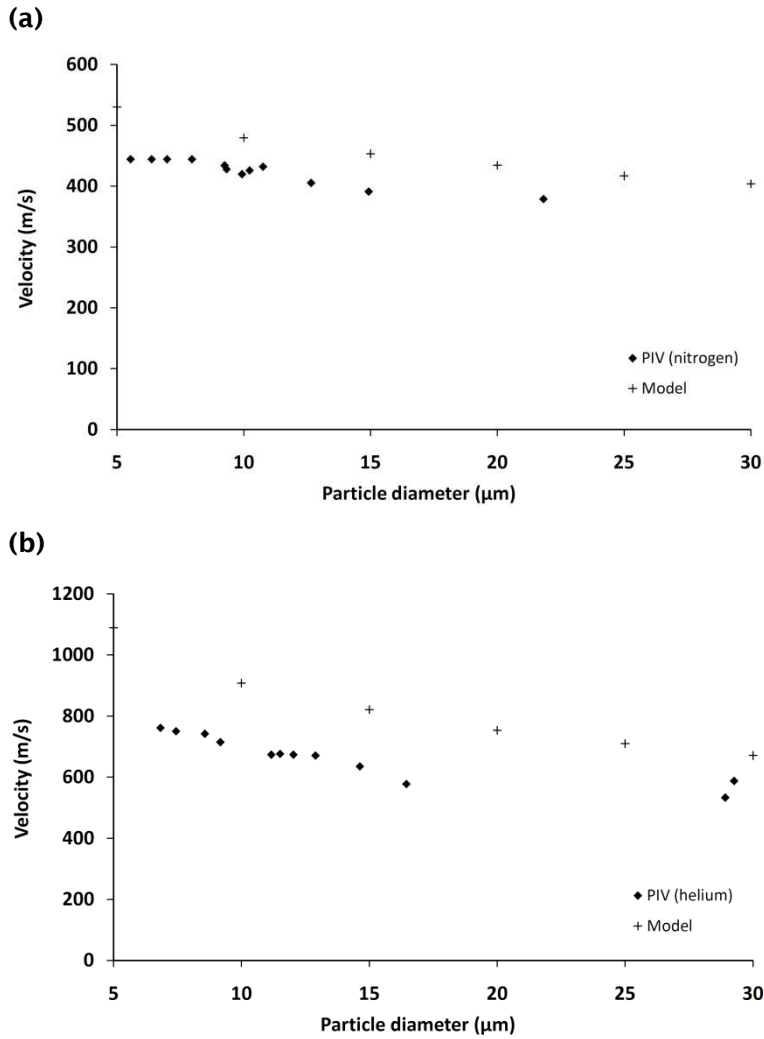 (a)
600
500
400
300
200
100
0
Velocity (m/s)
PIV (nitrogen)
Model
5 10 15 20 25 30
Particle diameter (µm)
(b)
1200
1000
800
600
400
200
0
Velocity (m/s)
PIV (helium)
Model
5 10 15 20 25 30
Particle diameter (µm)